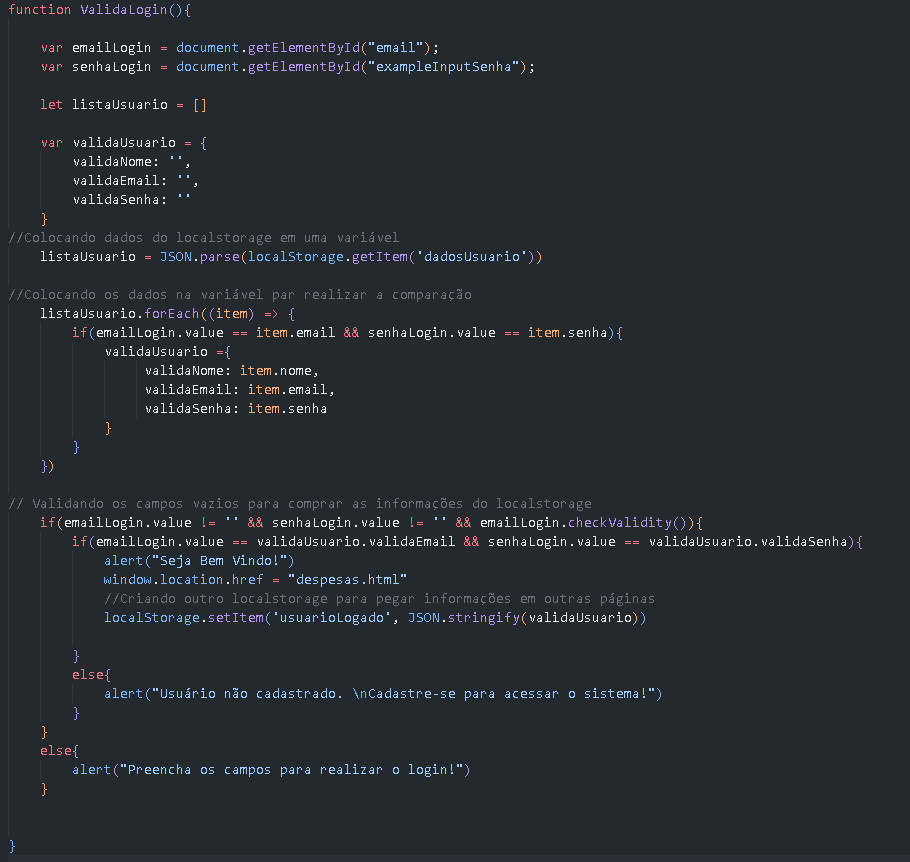 function ValidaLogin(){
var emailLogin = document.getElementById("email");
var senhaLogin = document.getElementById("exampleInputSenha");
let listaUsuario = []
var validaUsuario = {
validaNome: '',
validaEmail: '',
validaSenha: ''
}
//Colocando dados do localstorage em uma variável
listaUsuario = JSON.parse(localStorage.getItem('dadosUsuario'))
//Colocando os dados na variável par realizar a comparação
listaUsuario.forEach((item) => {
if(emailLogin.value == item.email && senhaLogin.value == item.senha){
validaUsuario ={
validaNome: item.nome,
validaEmail: item.email,
validaSenha: item.senha
}
}
})
// Validando os campos vazios para comprar as informações do localstorage
if(emailLogin.value != '' && senhaLogin.value != '' && emailLogin.checkValidity()){
if(emailLogin.value == validaUsuario.validaEmail && senhaLogin.value == validaUsuario.validaSenha){
alert("Seja Bem Vindo!")
window.location.href = "despesas.html"
//Criando outro localstorage para pegar informações em outras páginas
localStorage.setItem('usuarioLogado', JSON.stringify(validaUsuario))
}
else{
alert("Usuário não cadastrado. \nCadastre-se para acessar o sistema!")
}
}
else{
alert("Preencha os campos para realizar o login!")
}
}